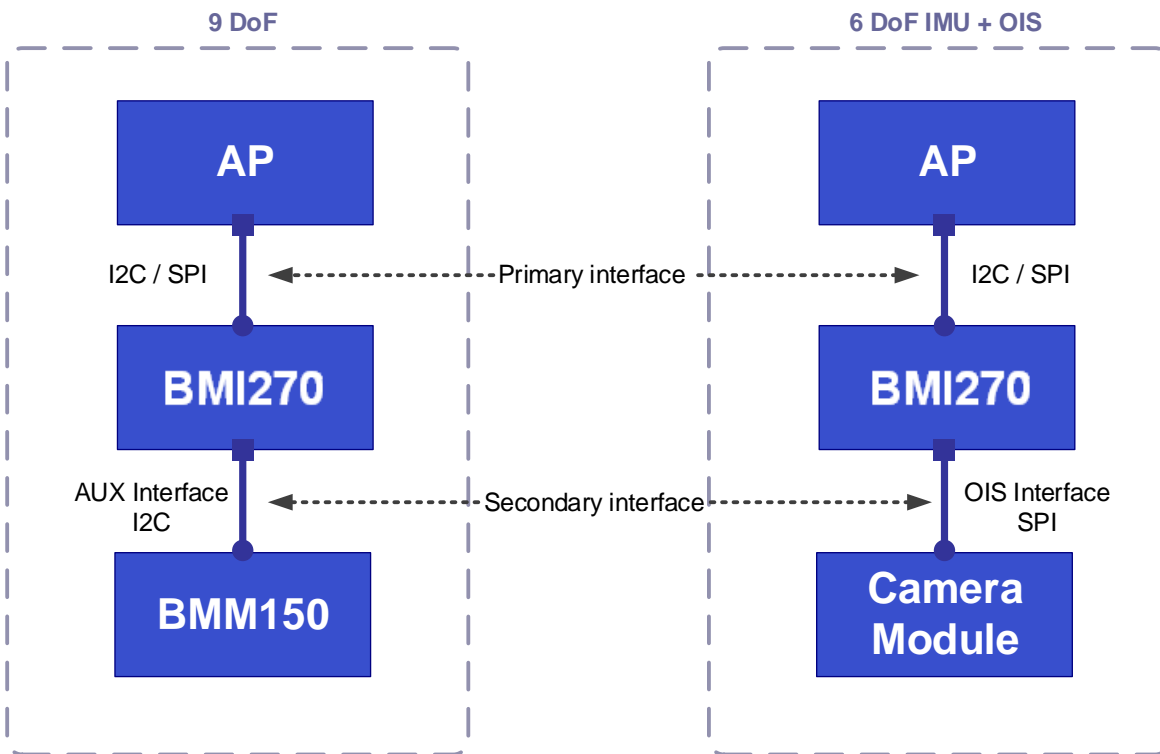 9 DoF
6 DoF IMU + OIS
AP
AP
I2C / SPI
Primary interface
I2C / SPI
BMI270
BMI270
AUX Interface
I2C
Secondary interface
OIS Interface
SPI
BMM150
Camera
Module